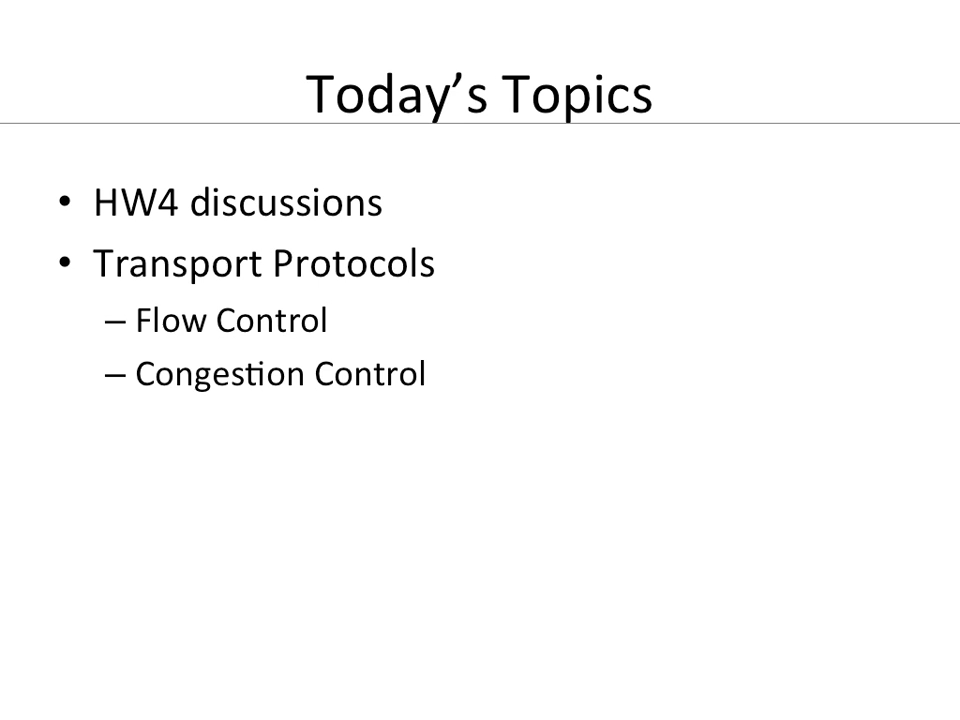 Today’s Topics
• HW4 discussions
• Transport Protocols
– Flow Control
– Congestion Control